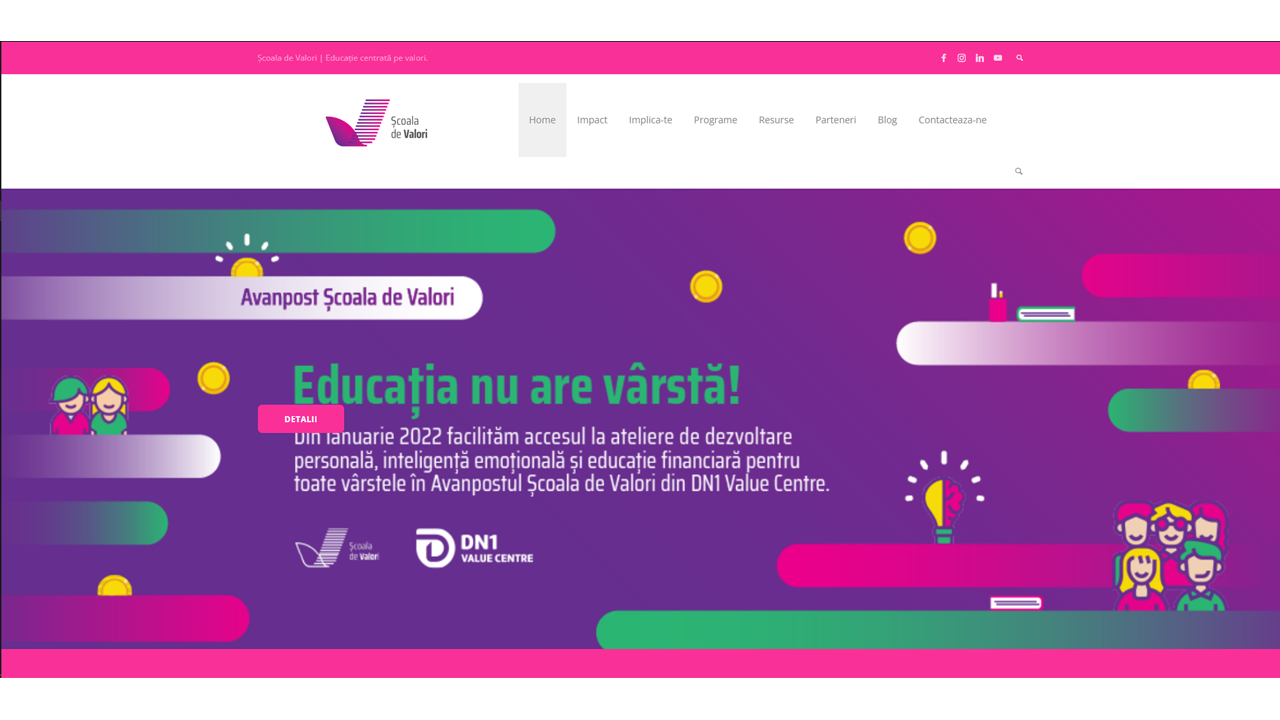 Școala de Valori | Educație centrată pe valori.
Școala
de Valori
Home Impact Implica-te Programe Resurse Parteneri Blog Contacteaza-ne
Avanpost Școala de Valori
Educația nu are vârstă!
DETALII
Din Ianuarie 2022 facilităm accesul la ateliere de dezvoltare
personală, inteligență emoțională și educație financiară pentru
toate vârstele în Avanpostul Școala de Valori din DN1 Value Centre.
Școala
de Valori
DN1
VALUE CENTRE